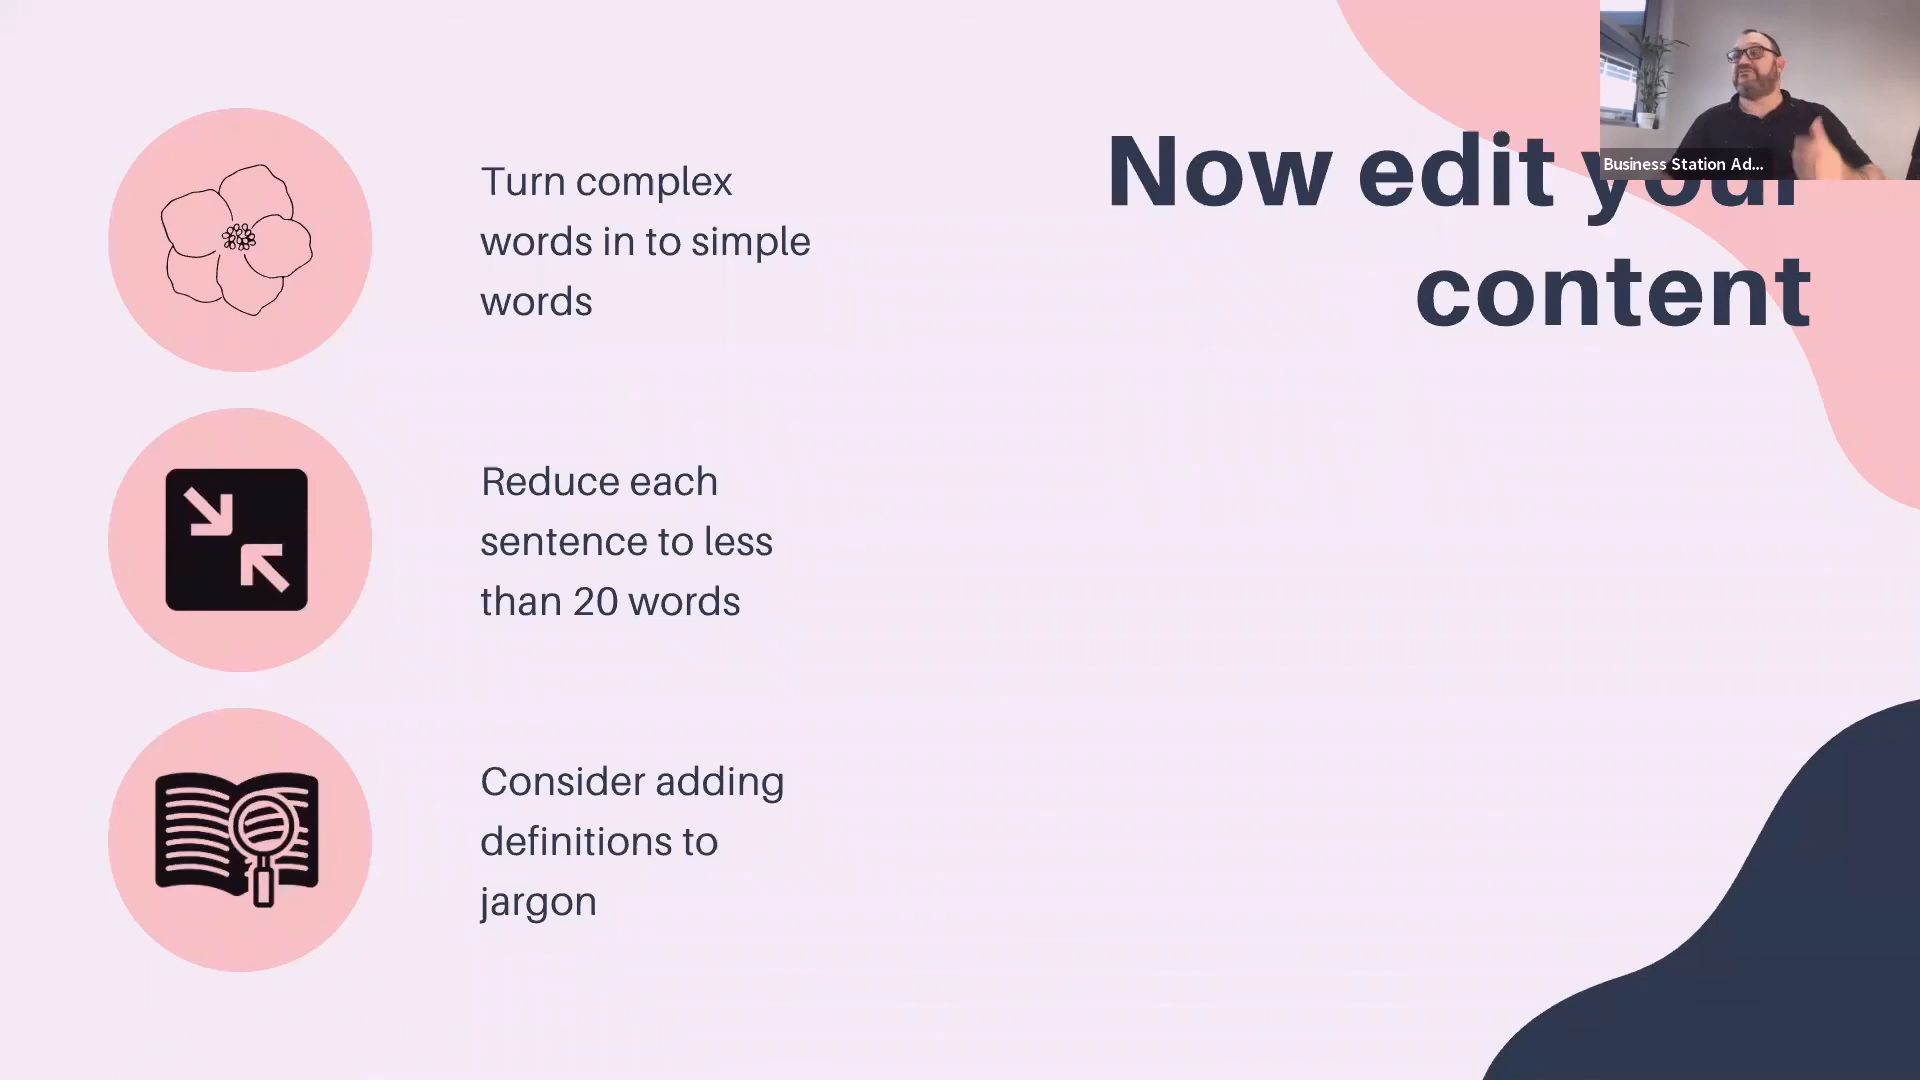 Now edit your
content
Turn complex
words in to simple
words
Reduce each
sentence to less
than 20 words
Consider adding
definitions to
jargon
Business Station Ad...